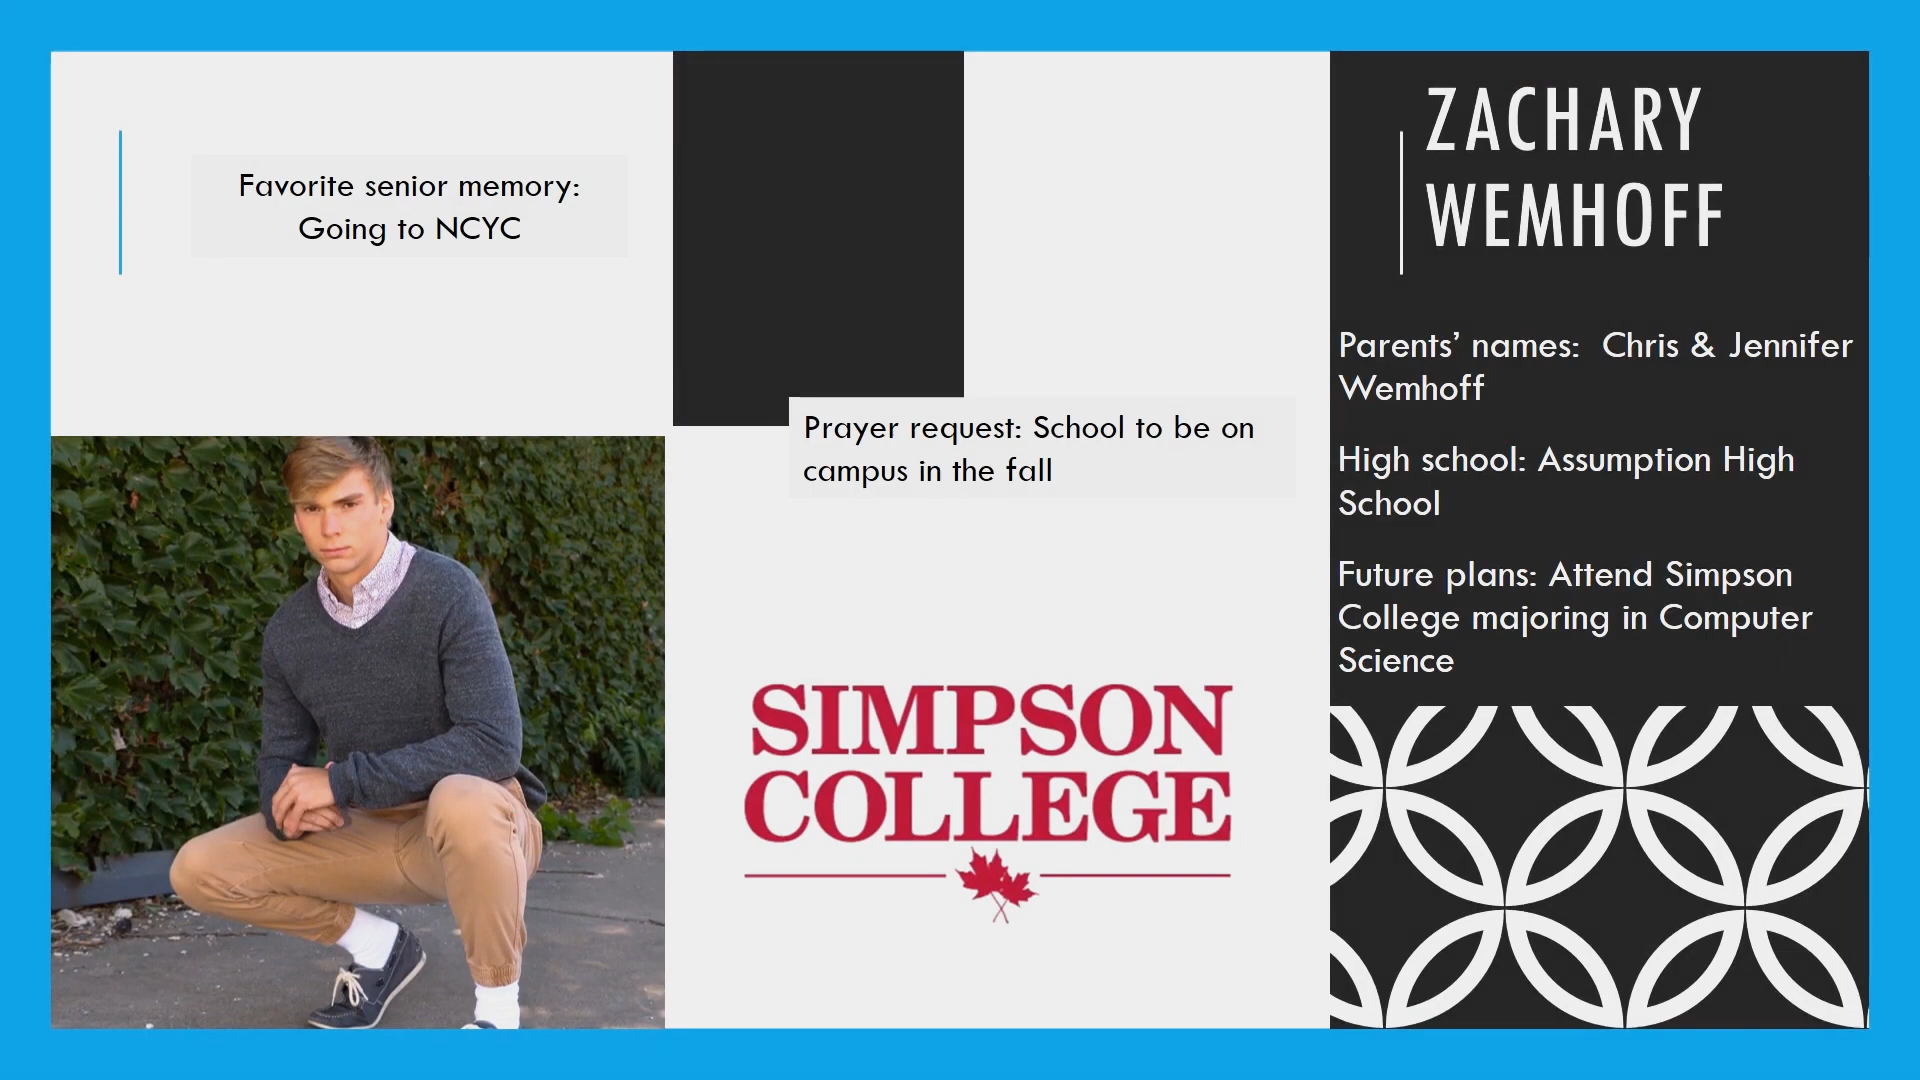 Favorite senior memory:
Going to NCYC
Prayer request: School to be on
campus in the fall
SIMPSON
COLLEGE
ZACHARY
WEMHOFF
Parents’ names:  Chris & Jennifer
Wemhoff
High school: Assumption High
School
Future plans: Attend Simpson
College majoring in Computer
Science